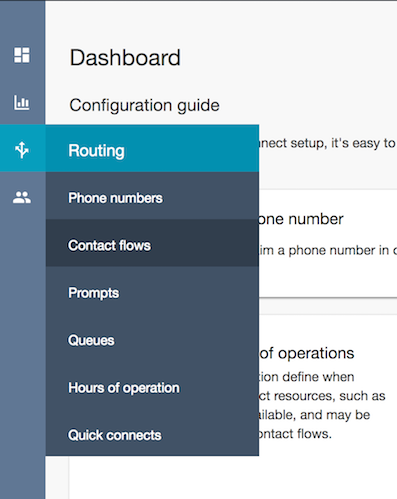 Dashboard
Configuration guide
Routing
nnect setup, it's easy to
Phone numbers
one number
Contact flows
im a phone number in
Prompts
Queues
of operations
tion define when
Hours of operation
ct resources, such as
ailable, and may be
Quick connects
ontact flows.